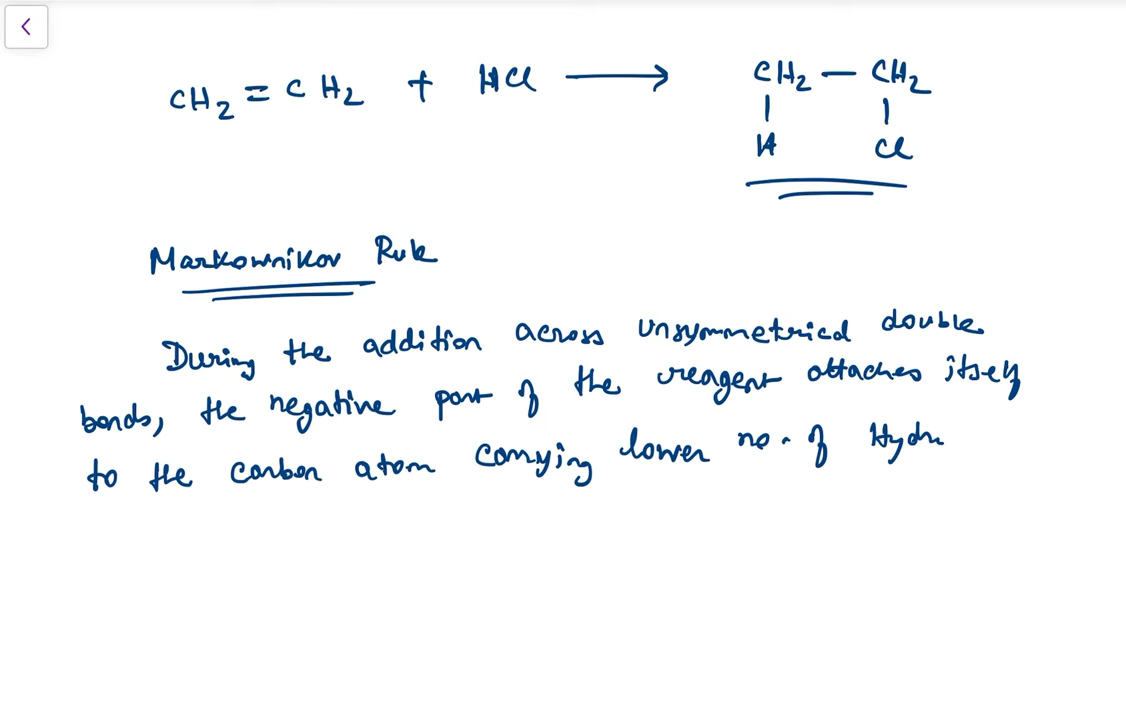 CH₂ = CH₂ + HCl ⟶ CH₂ — CH₂
| |
H Cl
Markownikov Rule
During the addition across unsymmetrical double
bonds, the negative part of the reagent attaches itself
to the carbon atom carrying lower no. of Hydr